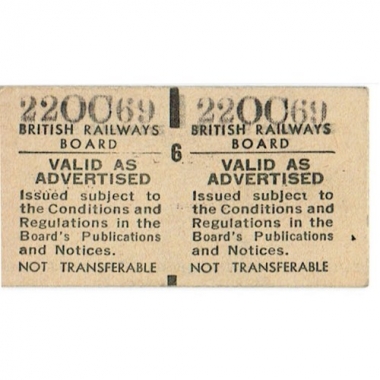 22OC69
BRITISH RAILWAYS
BOARD
VALID AS
ADVERTISED
Issued subject to
the Conditions and
Regulations in the
Board's Publications
and Notices.
NOT TRANSFERABLE
6
22OC69
BRITISH RAILWAYS
BOARD
VALID AS
ADVERTISED
Issued subject to
the Conditions and
Regulations in the
Board's Publications
and Notices.
NOT TRANSFERABLE